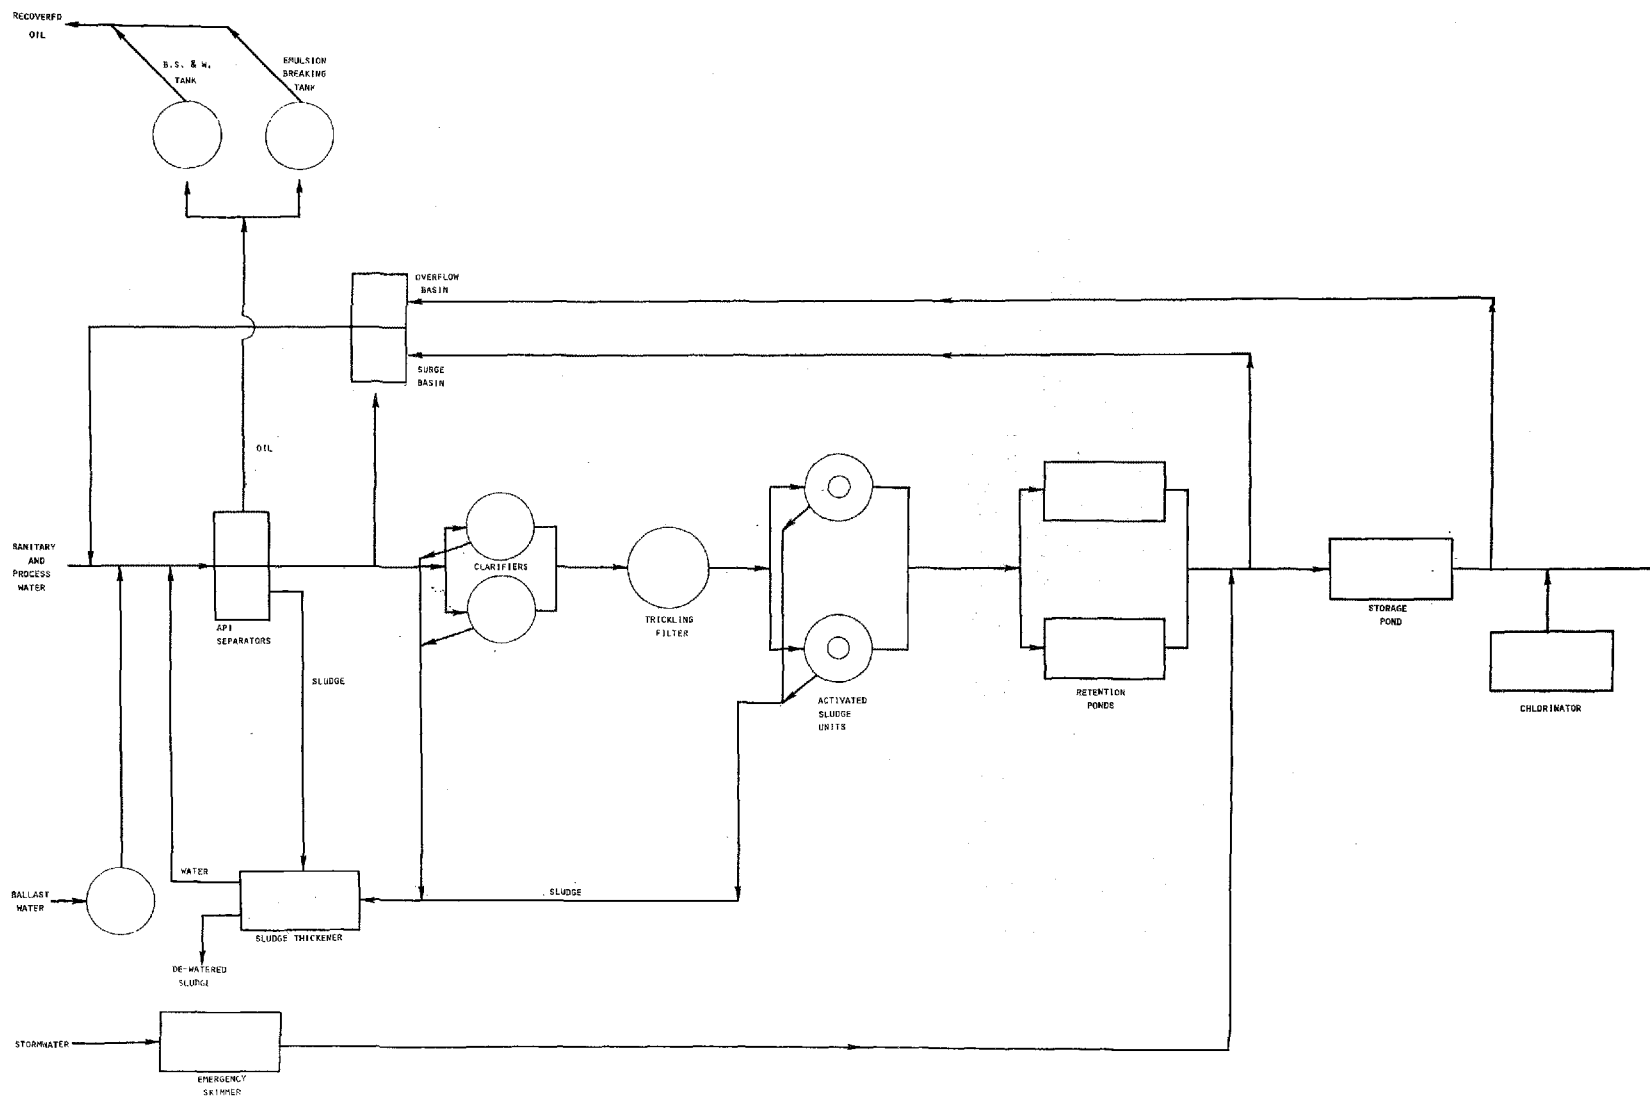 RECOVERED
OIL
B.S. & W.
TANK
EMULSION
BREAKING
TANK
OVERFLOW
BASIN
SURGE
BASIN
OIL
SANITARY
AND
PROCESS
WATER
API
SEPARATORS
CLARIFIERS
TRICKLING
FILTER
STORAGE
POND
SLUDGE
ACTIVATED
SLUDGE
UNITS
RETENTION
PONDS
CHLORINATOR
WATER
BALLAST
WATER
SLUDGE
SLUDGE THICKENER
DE-WATERED
SLUDGE
STORMWATER
EMERGENCY
SKIMMER